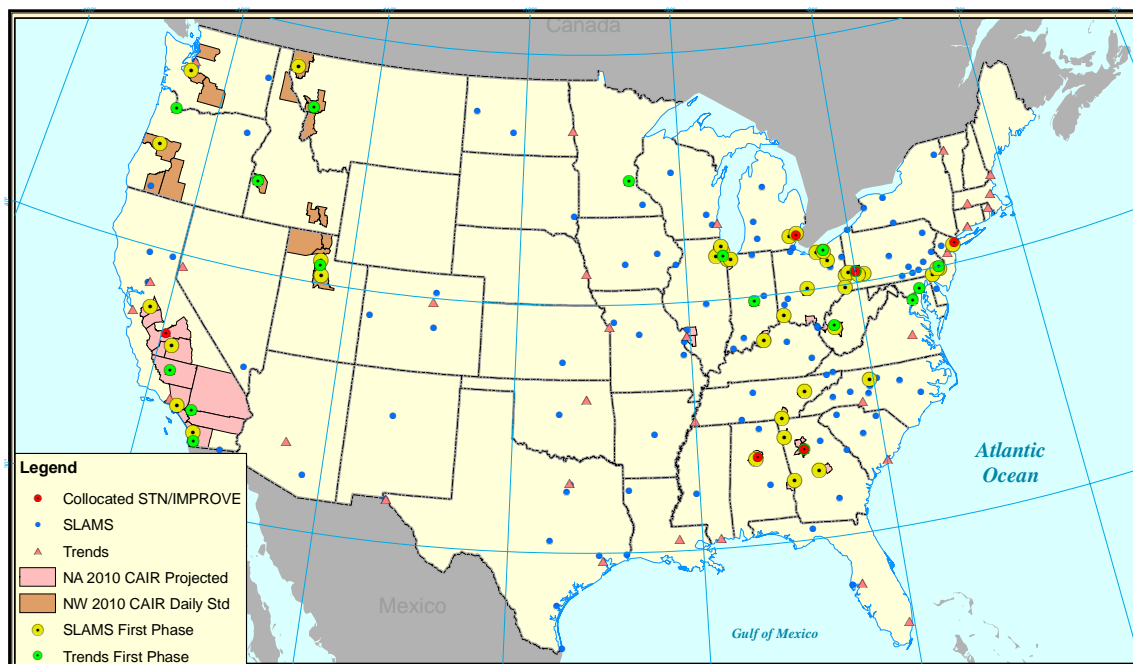 Canada
Atlantic
Ocean
Legend
Collocated STN/IMPROVE
SLAMS
Trends
NA 2010 CAIR Projected
NW 2010 CAIR Daily Std
SLAMS First Phase
Trends First Phase
Mexico
Gulf of Mexico